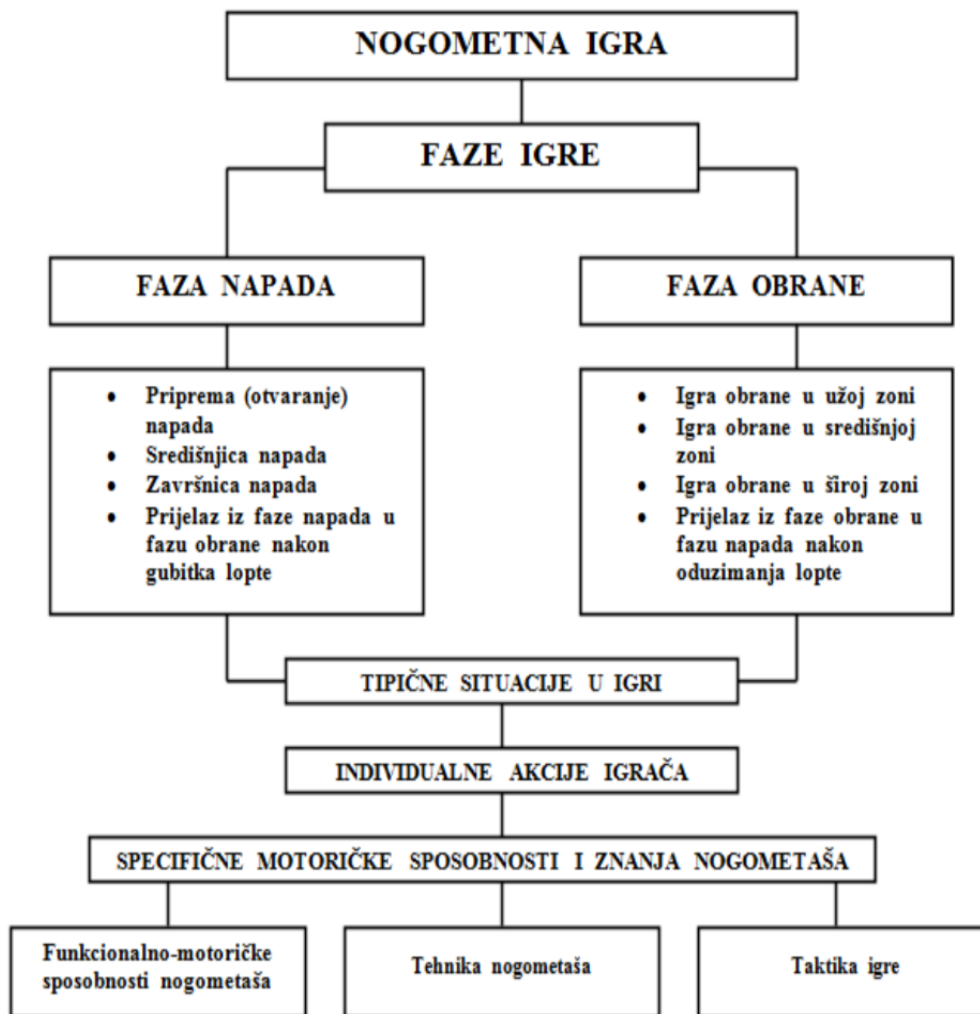 NOGOMETNA IGRA
FAZE IGRE
FAZA NAPADA
FAZA OBRANE
• Priprema (otvaranje)
napada
• Središnjica napada
• Završnica napada
• Prijelaz iz faze napada u
fazu obrane nakon
gubitka lopte
• Igra obrane u užoj zoni
• Igra obrane u središnjoj
zoni
• Igra obrane u široj zoni
• Prijelaz iz faze obrane u
fazu napada nakon
oduzimanja lopte
TIPIČNE SITUACIJE U IGRI
INDIVIDUALNE AKCIJE IGRAČA
SPECIFIČNE MOTORIČKE SPOSOBNOSTI I ZNANJA NOGOMETAŠA
Funkcionalno-motoričke
sposobnosti nogometaša
Tehnika nogometaša
Taktika igre